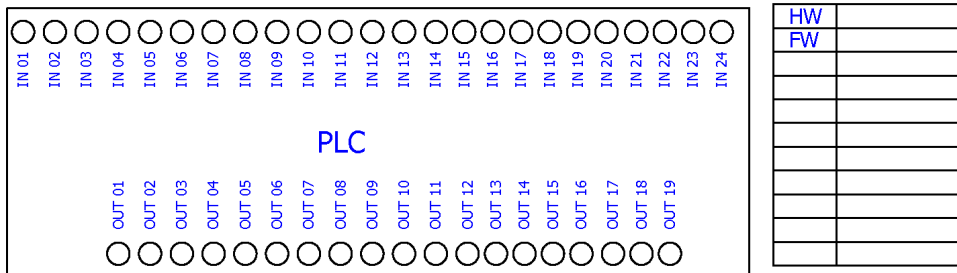 IN 01 IN 02 IN 03 IN 04 IN 05 IN 06 IN 07 IN 08 IN 09 IN 10 IN 11 IN 12 IN 13 IN 14 IN 15 IN 16 IN 17 IN 18 IN 19 IN 20 IN 21 IN 22 IN 23 IN 24
PLC
OUT 01 OUT 02 OUT 03 OUT 04 OUT 05 OUT 06 OUT 07 OUT 08 OUT 09 OUT 10 OUT 11 OUT 12 OUT 13 OUT 14 OUT 15 OUT 16 OUT 17 OUT 18 OUT 19
HW
FW